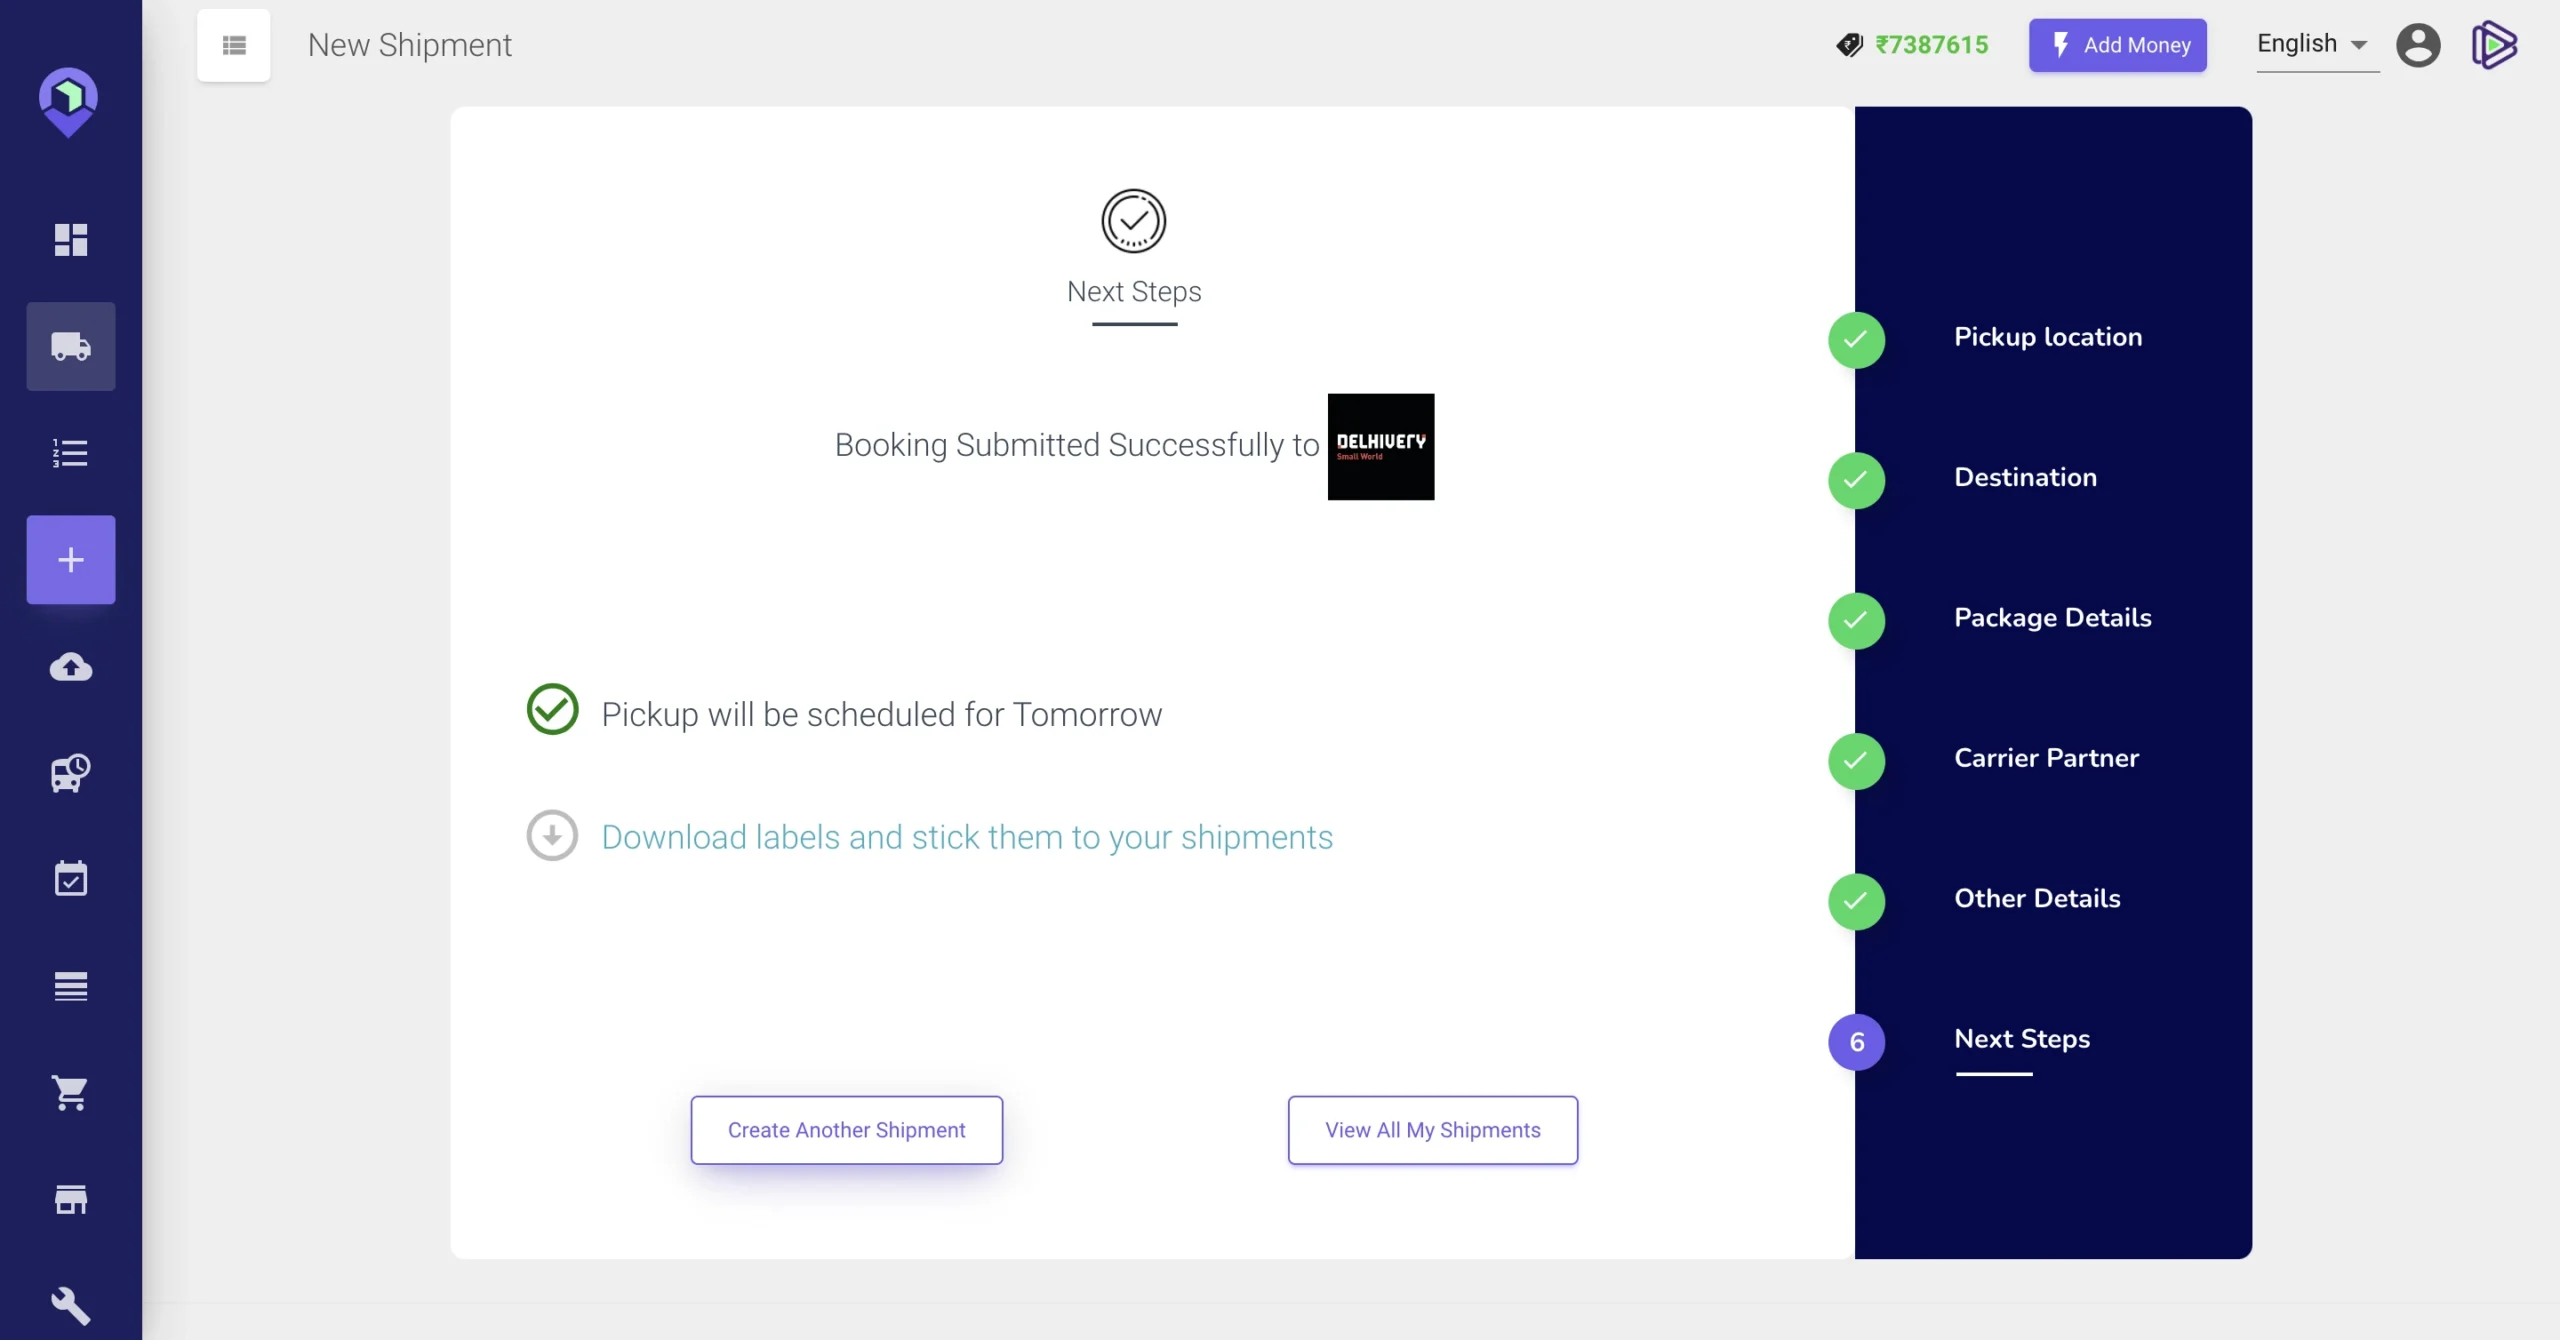 New Shipment
₹7387615
Add Money
English
Next Steps
Booking Submitted Successfully to
DELHIVERY
Small World
Pickup will be scheduled for Tomorrow
Download labels and stick them to your shipments
Create Another Shipment
View All My Shipments
Pickup location
Destination
Package Details
Carrier Partner
Other Details
6
Next Steps